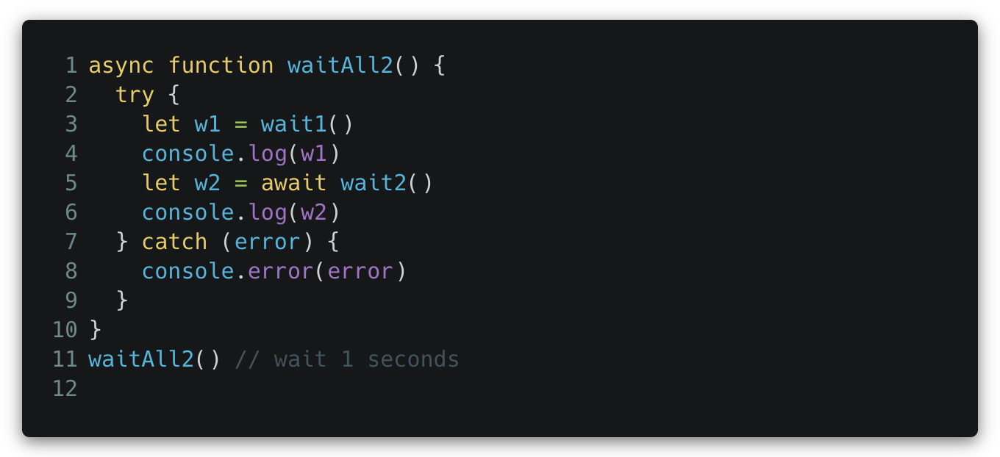 1 async function waitAll2() {
2   try {
3     let w1 = wait1()
4     console.log(w1)
5     let w2 = await wait2()
6     console.log(w2)
7   } catch (error) {
8     console.error(error)
9   }
10 }
11 waitAll2() // wait 1 seconds
12